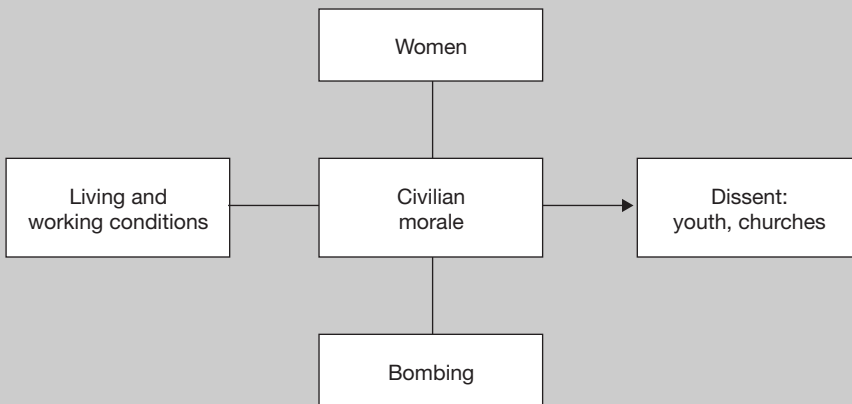 Women
Living and
working conditions
Civilian
morale
Dissent:
youth, churches
Bombing